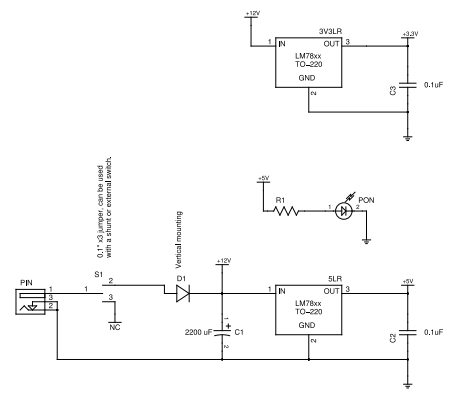 +12V
3V3LR
+3.3V
1 IN OUT 3
LM78xx
TO-220
GND
2
C3
0.1uF
0.1" x3 jumper, can be used
with a shunt or external switch.
Vertical mounting
+5V
R1
PON
1 2
+12V
5LR
+5V
PIN
1
3
2
S1
1
2
3
NC
D1
1 IN OUT 3
LM78xx
TO-220
GND
2
2200 uF
1
+
2
C1
C2
0.1uF